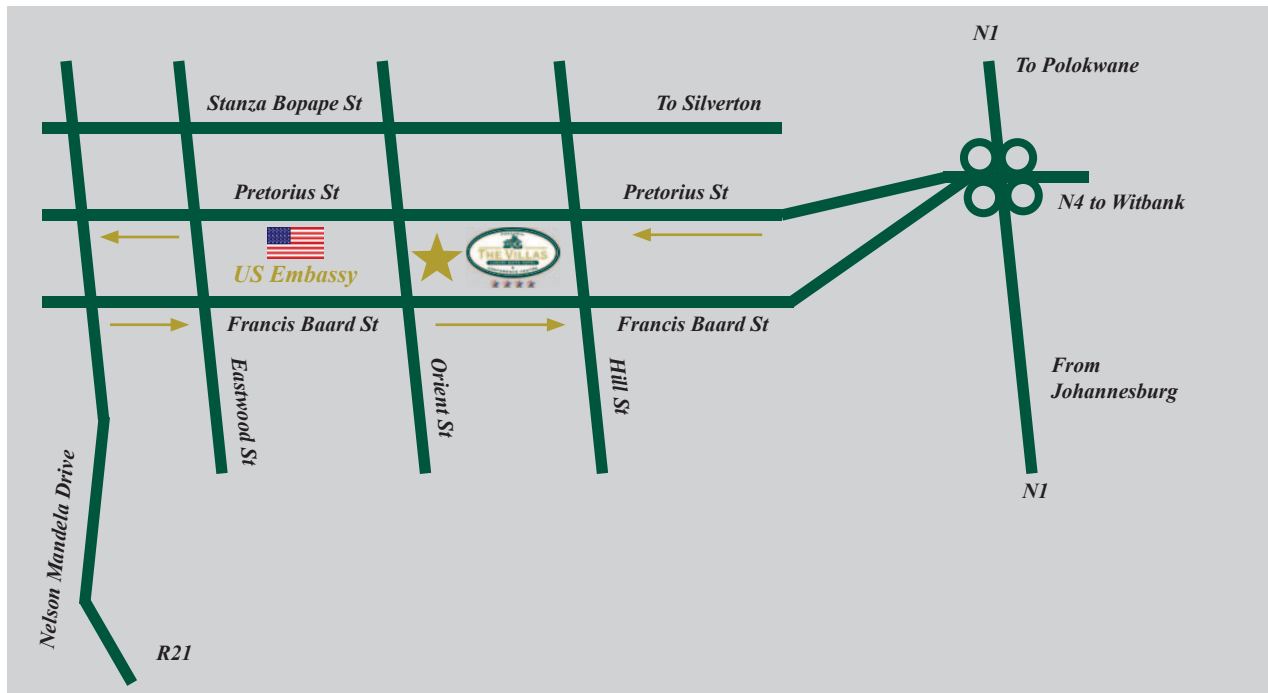 N1
To Polokwane
Stanza Bopape St
To Silverton
Pretorius St
Pretorius St
N4 to Witbank
THE VILLAS
US Embassy
Francis Baard St
Francis Baard St
Eastwood St
Orient St
Hill St
From
Johannesburg
Nelson Mandela Drive
N1
R21